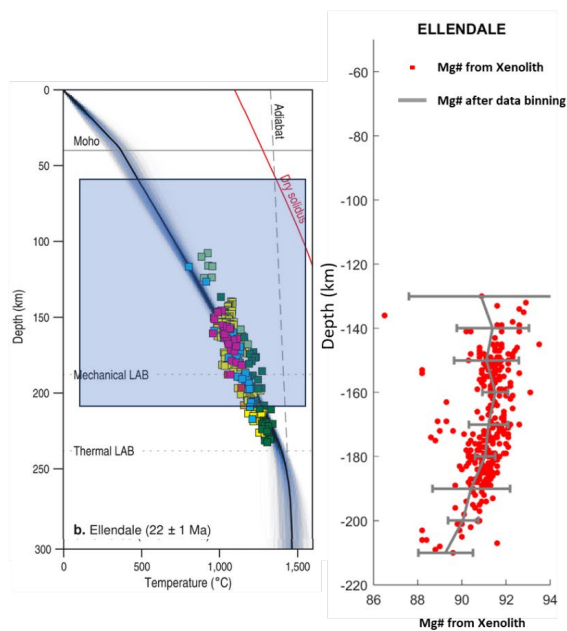 ELLENDALE
Mg# from Xenolith
Mg# after data binning
0
50
100
150
200
250
300
Depth (km)
Moho
Adiabat
Dry solidus
Mechanical LAB
Thermal LAB
b. Ellendale (22 ± 1 Ma)
0
500
1,000
1,500
Temperature (°C)
-60
-80
-100
-120
-140
-160
-180
-200
-220
Depth (km)
86
88
90
92
94
Mg# from Xenolith